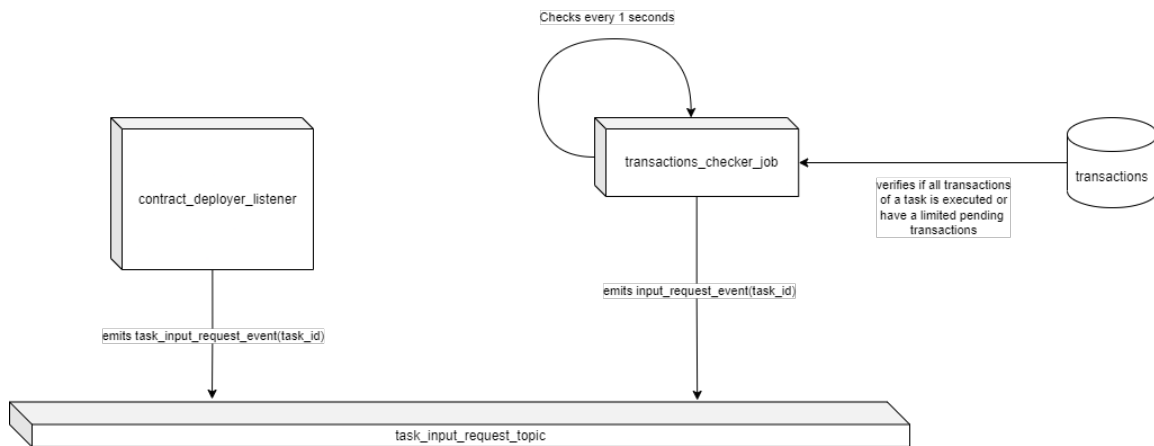 Checks every 1 seconds
contract_deployer_listener
transactions_checker_job
transactions
verifies if all transactions
of a task is executed or
have a limited pending
transactions
emits task_input_request_event(task_id)
emits input_request_event(task_id)
task_input_request_topic